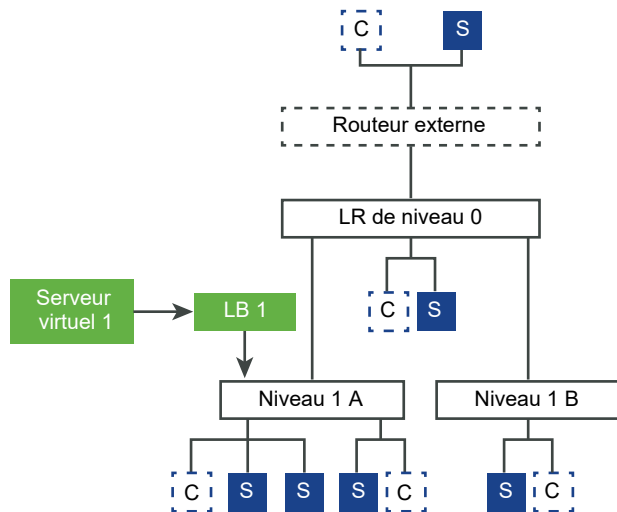 C
S
Routeur externe
LR de niveau 0
C
S
Serveur
virtuel 1
LB 1
Niveau 1 A
Niveau 1 B
C
S
S
S
C
S
C